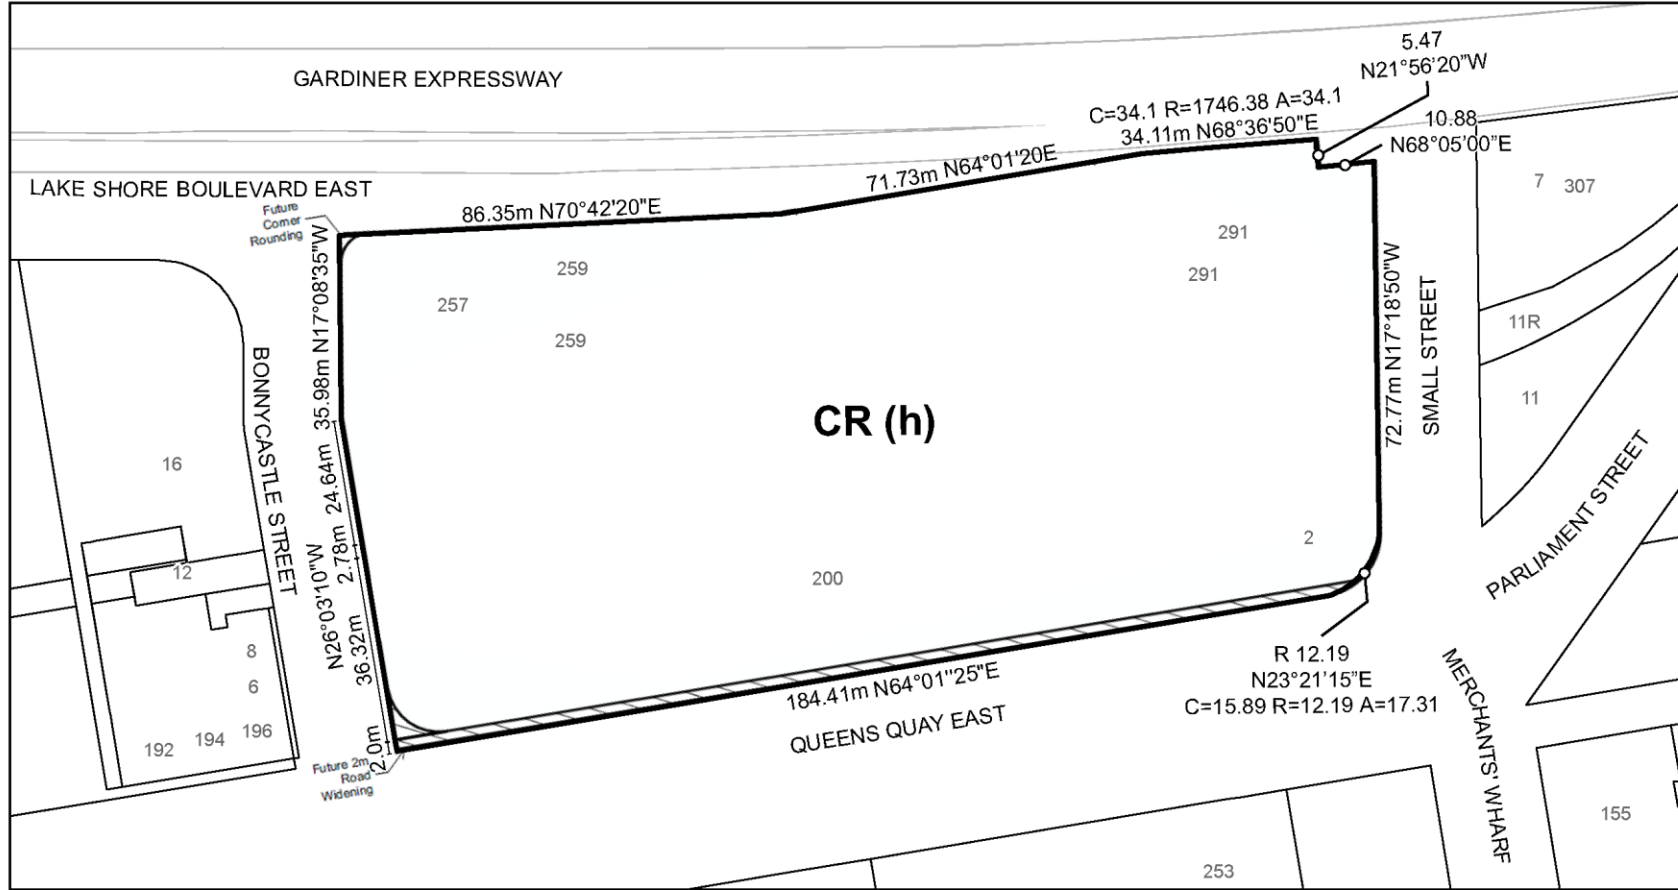 5.47
N21°56'20"W
GARDINER EXPRESSWAY
C=34.1 R=1746.38 A=34.1
34.11m N68°36'50"E
10.88
N68°05'00"E
71.73m N64°01'20E
LAKE SHORE BOULEVARD EAST
Future
Corner
Rounding
86.35m N70°42'20"E
7
307
291
291
259
257
259
35.98m N17°08'35"W
72.77m N17°18'50"W
SMALL STREET
11R
11
BONNYCASTLE STREET
CR (h)
16
24.64m
2.78m
N26°03'10"W
36.32m
2.0m
12
2
200
PARLIAMENT STREET
8
6
196
194
192
184.41m N64°01"25"E
QUEENS QUAY EAST
R 12.19
N23°21'15"E
C=15.89 R=12.19 A=17.31
MERCHANTS' WHARF
Future 2m
Road
Widening
155
253